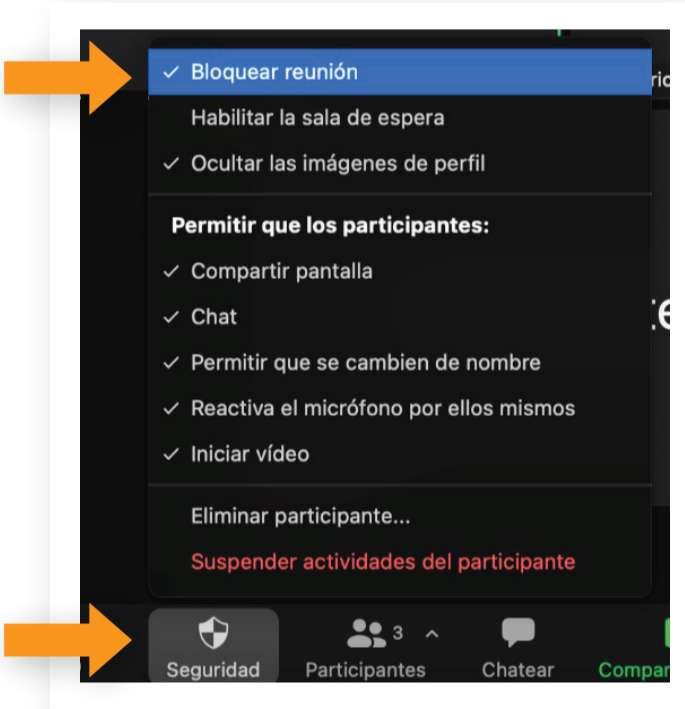 Bloquear reunión
Habilitar la sala de espera
Ocultar las imágenes de perfil
Permitir que los participantes:
Compartir pantalla
Chat
Permitir que se cambien de nombre
Reactiva el micrófono por ellos mismos
Iniciar vídeo
Eliminar participante...
Suspender actividades del participante
3
Seguridad Participantes Chatear